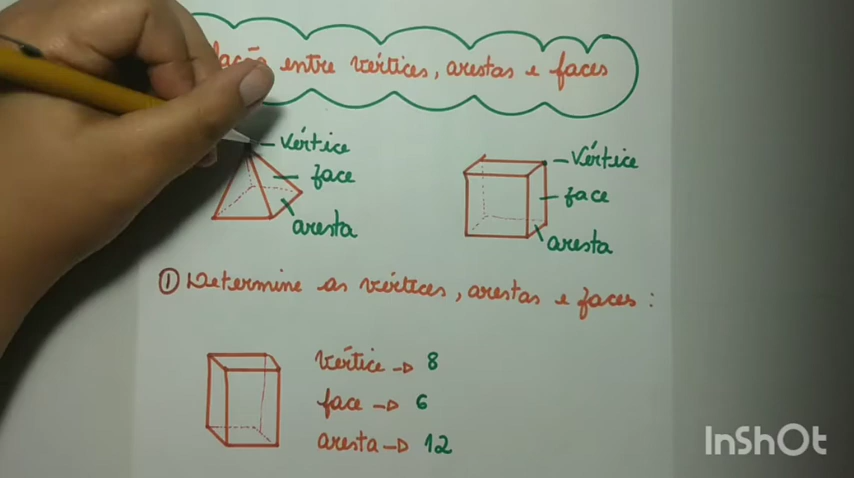 entre vértices, arestas e faces
vértice
face
aresta
vértice
face
aresta
① Determine as vértices, arestas e faces:
vértice → 8
face → 6
aresta → 12
InShOt